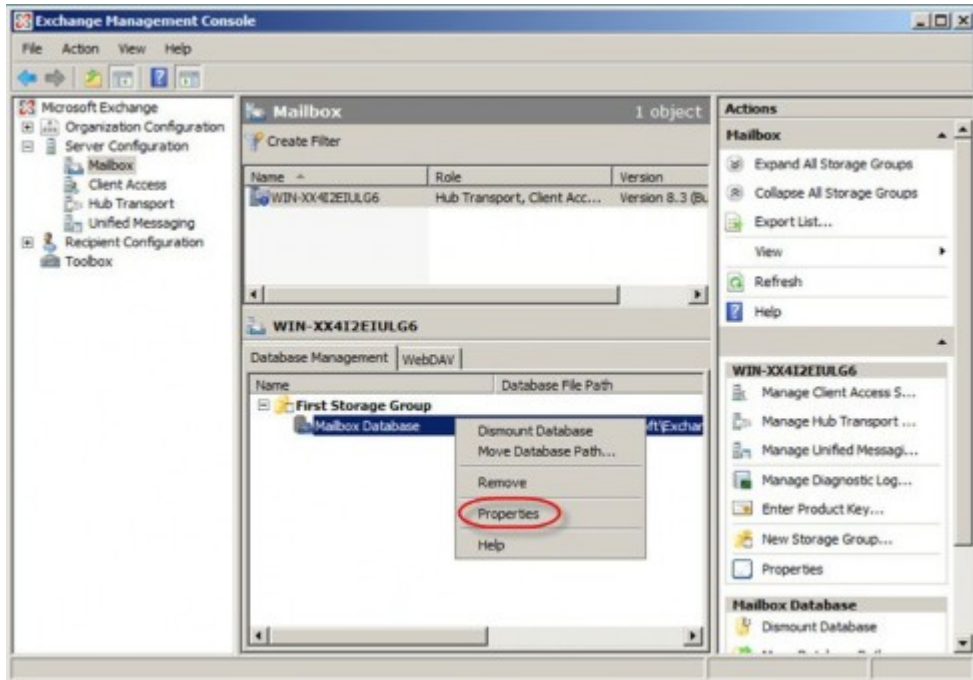 Exchange Management Console
File Action View Help
Microsoft Exchange
Organization Configuration
Server Configuration
Mailbox
Client Access
Hub Transport
Unified Messaging
Recipient Configuration
Toolbox
Mailbox 1 object
Create Filter
Name Role Version
WIN-XX4I2EIULG6 Hub Transport, Client Acc... Version 8.3 (Bu
WIN-XX4I2EIULG6
Database Management WebDAV
Name Database File Path
First Storage Group
Mailbox Database ft\Exchan
Dismount Database
Move Database Path...
Remove
Properties
Help
Actions
Mailbox
Expand All Storage Groups
Collapse All Storage Groups
Export List...
View
Refresh
Help
WIN-XX4I2EIULG6
Manage Client Access S...
Manage Hub Transport ...
Manage Unified Messagi...
Manage Diagnostic Log...
Enter Product Key...
New Storage Group...
Properties
Mailbox Database
Dismount Database